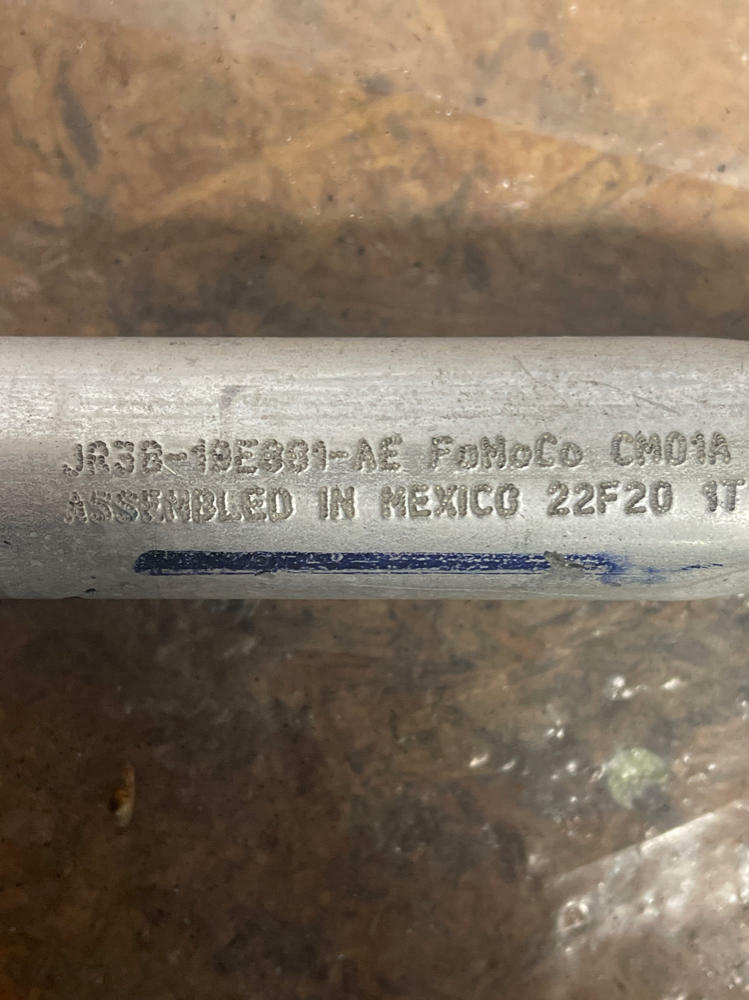 JR3B-19E881-AE FoMoCo CM01A
ASSEMBLED IN MEXICO 22F20 1T